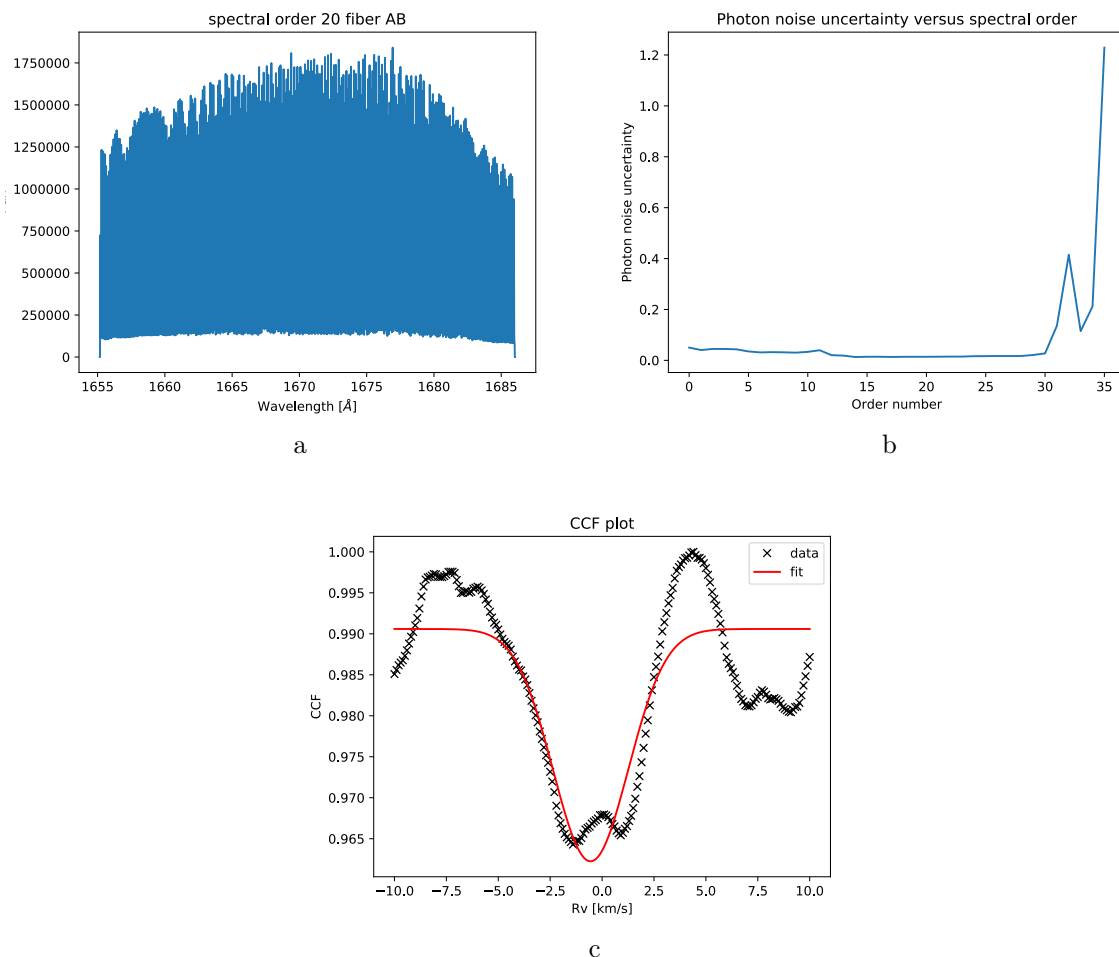 spectral order 20 fiber AB
1750000
1500000
1250000
1000000
750000
500000
250000
0
1655 1660 1665 1670 1675 1680 1685
Wavelength [Å]
a
Photon noise uncertainty versus spectral order
Photon noise uncertainty
1.2
1.0
0.8
0.6
0.4
0.2
0.0
0 5 10 15 20 25 30 35
Order number
b
CCF plot
CCF
1.000
0.995
0.990
0.985
0.980
0.975
0.970
0.965
data
fit
−10.0 −7.5 −5.0 −2.5 0.0 2.5 5.0 7.5 10.0
Rv [km/s]
c